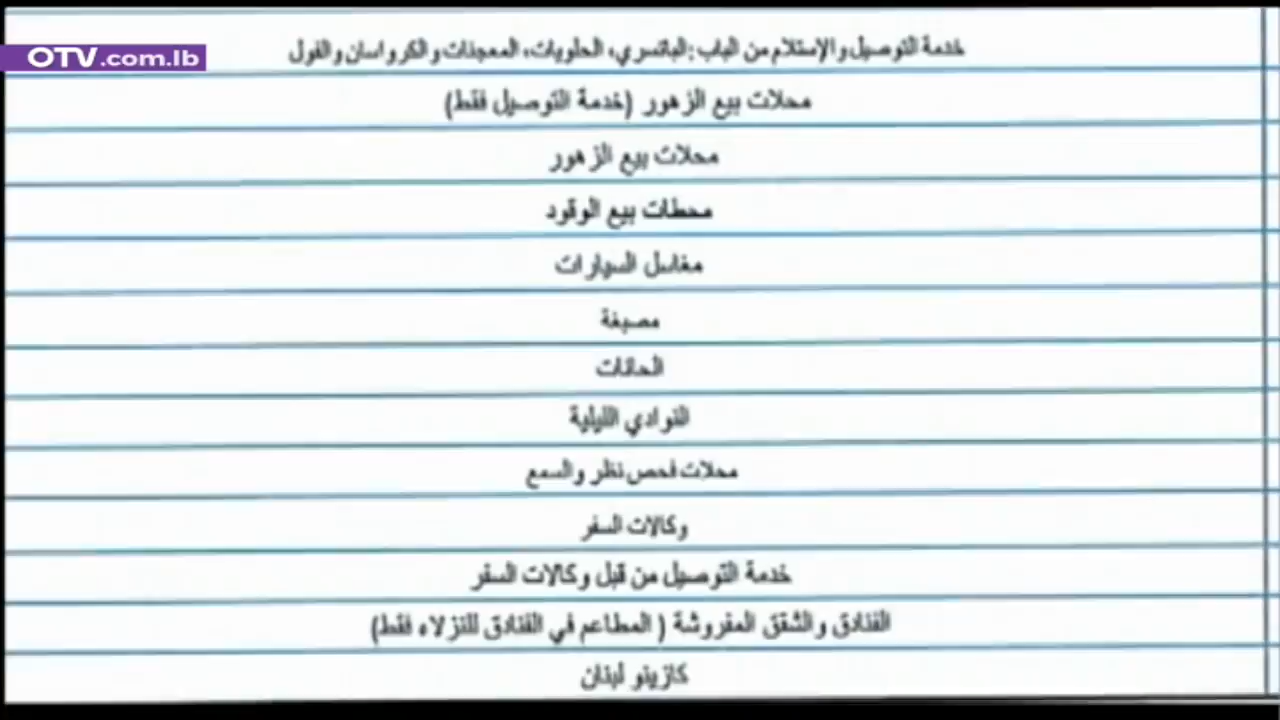 OTV.com.lb
خدمة التوصيل والإستلام من الباب :الباتسري، الحلويات، المعجنات والكرواسان والفول
محلات بيع الزهور (خدمة التوصيل فقط)
محلات بيع الزهور
محطات بيع الوقود
مغاسل السيارات
مصبغة
الحانات
النوادي الليلية
محلات فحص نظر والسمع
وكالات السفر
خدمة التوصيل من قبل وكالات السفر
الفنادق والشقق المفروشة ( المطاعم في الفنادق للنزلاء فقط)
كازينو لبنان